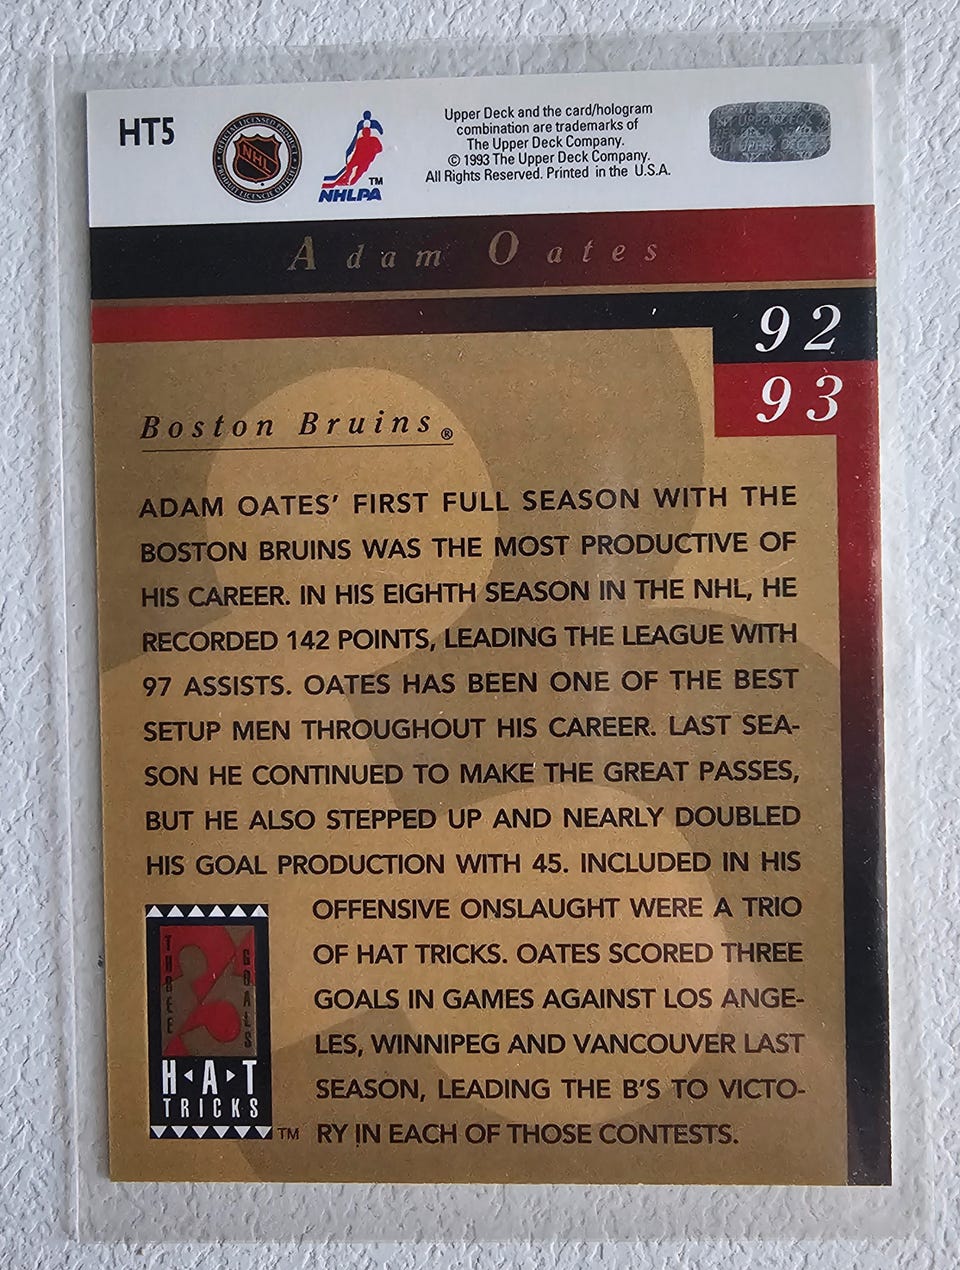 HT5
OFFICIAL LICENSED PRODUCT
NHL
NHLPA
TM
Upper Deck and the card/hologram
combination are trademarks of
The Upper Deck Company.
© 1993 The Upper Deck Company.
All Rights Reserved. Printed in the U.S.A.
UPPER DECK
Adam Oates
92
93
Boston Bruins®
ADAM OATES' FIRST FULL SEASON WITH THE
BOSTON BRUINS WAS THE MOST PRODUCTIVE OF
HIS CAREER. IN HIS EIGHTH SEASON IN THE NHL, HE
RECORDED 142 POINTS, LEADING THE LEAGUE WITH
97 ASSISTS. OATES HAS BEEN ONE OF THE BEST
SETUP MEN THROUGHOUT HIS CAREER. LAST SEA-
SON HE CONTINUED TO MAKE THE GREAT PASSES,
BUT HE ALSO STEPPED UP AND NEARLY DOUBLED
HIS GOAL PRODUCTION WITH 45. INCLUDED IN HIS
OFFENSIVE ONSLAUGHT WERE A TRIO
OF HAT TRICKS. OATES SCORED THREE
GOALS IN GAMES AGAINST LOS ANGE-
LES, WINNIPEG AND VANCOUVER LAST
SEASON, LEADING THE B'S TO VICTO-
RY IN EACH OF THOSE CONTESTS.
THREE
GOALS
HAT
TRICKS
TM